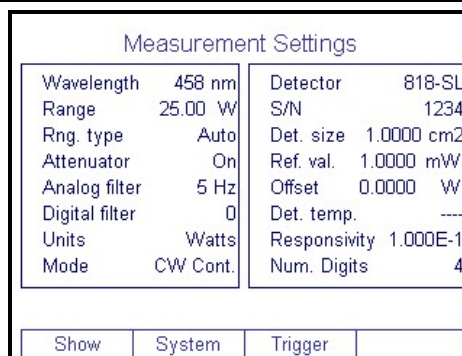 Measurement Settings
Wavelength 458 nm
Range 25.00 W
Rng. type Auto
Attenuator On
Analog filter 5 Hz
Digital filter 0
Units Watts
Mode CW Cont.
Detector 818-SL
S/N 1234
Det. size 1.0000 cm2
Ref. val. 1.0000 mW
Offset 0.0000 W
Det. temp. ----
Responsivity 1.000E-1
Num. Digits 4
Show System Trigger